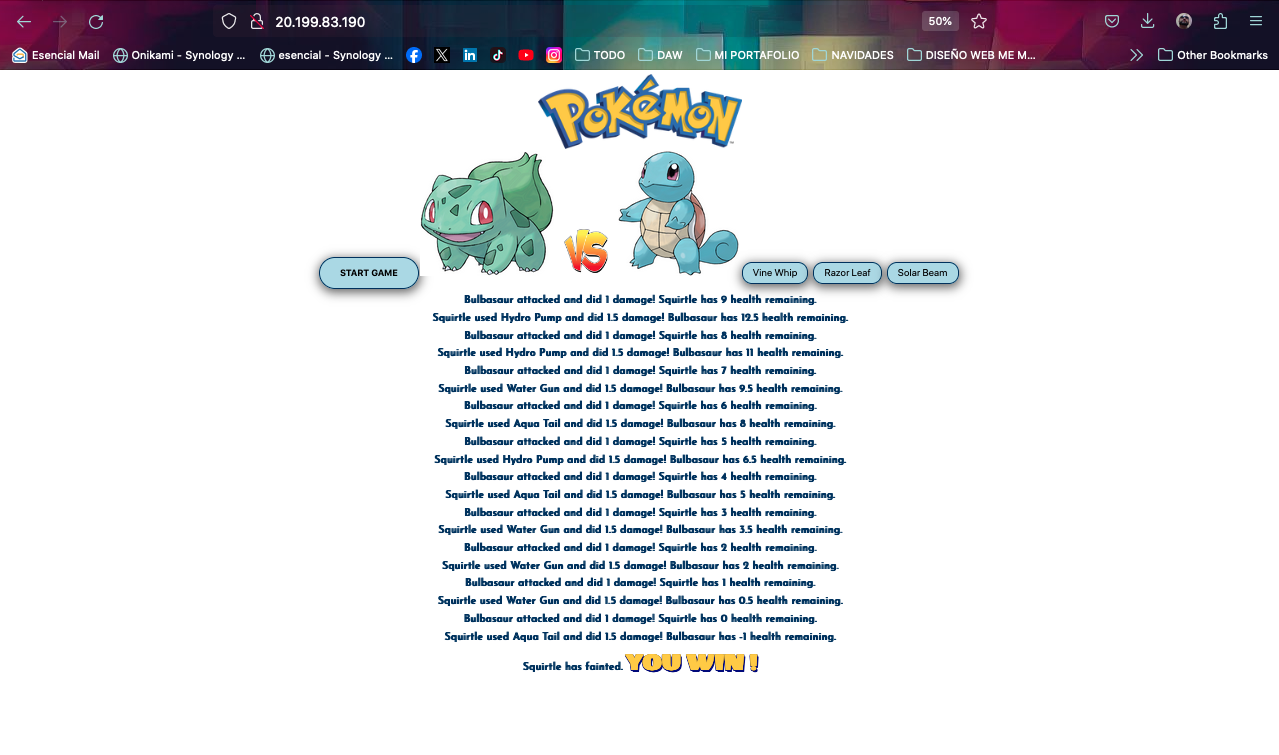 20.199.83.190
50%
Esencial Mail
Onikami - Synology ...
esencial - Synology ...
TODO
DAW
MI PORTAFOLIO
NAVIDADES
DISEÑO WEB ME M...
Other Bookmarks
POKéMON
VS
START GAME
Vine Whip
Razor Leaf
Solar Beam
Bulbasaur attacked and did 1 damage! Squirtle has 9 health remaining.
Squirtle used Hydro Pump and did 1.5 damage! Bulbasaur has 12.5 health remaining.
Bulbasaur attacked and did 1 damage! Squirtle has 8 health remaining.
Squirtle used Hydro Pump and did 1.5 damage! Bulbasaur has 11 health remaining.
Bulbasaur attacked and did 1 damage! Squirtle has 7 health remaining.
Squirtle used Water Gun and did 1.5 damage! Bulbasaur has 9.5 health remaining.
Bulbasaur attacked and did 1 damage! Squirtle has 6 health remaining.
Squirtle used Aqua Tail and did 1.5 damage! Bulbasaur has 8 health remaining.
Bulbasaur attacked and did 1 damage! Squirtle has 5 health remaining.
Squirtle used Hydro Pump and did 1.5 damage! Bulbasaur has 6.5 health remaining.
Bulbasaur attacked and did 1 damage! Squirtle has 4 health remaining.
Squirtle used Aqua Tail and did 1.5 damage! Bulbasaur has 5 health remaining.
Bulbasaur attacked and did 1 damage! Squirtle has 3 health remaining.
Squirtle used Water Gun and did 1.5 damage! Bulbasaur has 3.5 health remaining.
Bulbasaur attacked and did 1 damage! Squirtle has 2 health remaining.
Squirtle used Water Gun and did 1.5 damage! Bulbasaur has 2 health remaining.
Bulbasaur attacked and did 1 damage! Squirtle has 1 health remaining.
Squirtle used Water Gun and did 1.5 damage! Bulbasaur has 0.5 health remaining.
Bulbasaur attacked and did 1 damage! Squirtle has 0 health remaining.
Squirtle used Aqua Tail and did 1.5 damage! Bulbasaur has -1 health remaining.
Squirtle has fainted. YOU WIN !